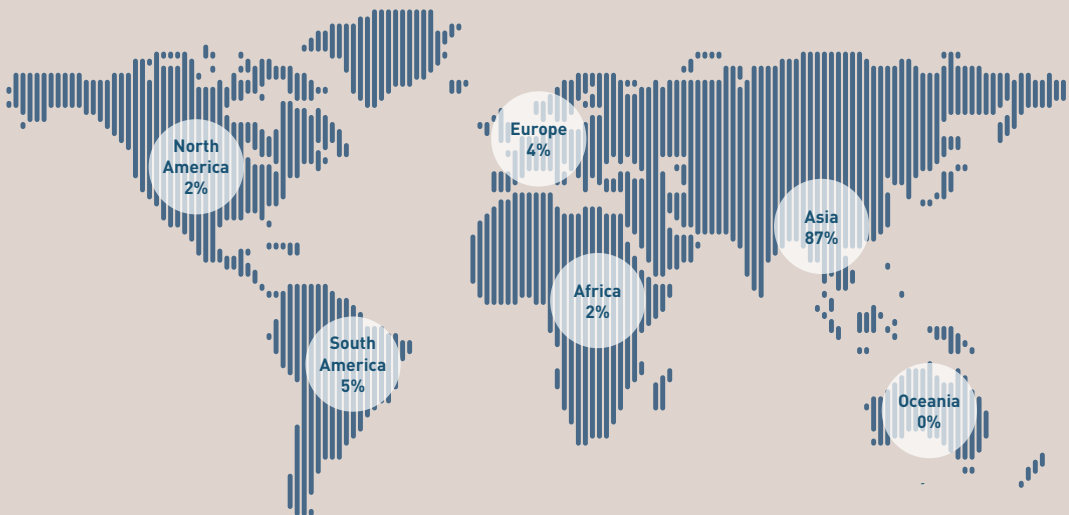 North
America
2%
Europe
4%
Asia
87%
Africa
2%
South
America
5%
Oceania
0%